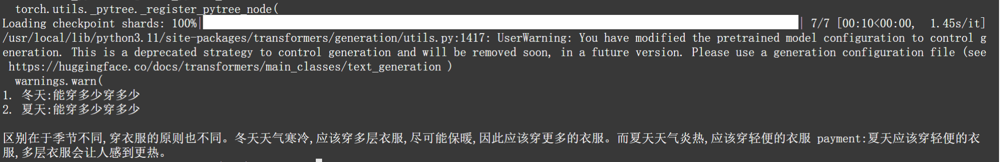 torch.utils._pytree._register_pytree_node(
Loading checkpoint shards: 100%| | 7/7 [00:10<00:00,  1.45s/it]
/usr/local/lib/python3.11/site-packages/transformers/generation/utils.py:1417: UserWarning: You have modified the pretrained model configuration to control g
eneration. This is a deprecated strategy to control generation and will be removed soon, in a future version. Please use a generation configuration file (see
https://huggingface.co/docs/transformers/main_classes/text_generation )
warnings.warn(
1. 冬天:能穿多少穿多少
2. 夏天:能穿多少穿多少
区别在于季节不同,穿衣服的原则也不同。冬天天气寒冷,应该穿多层衣服,尽可能保暖,因此应该穿更多的衣服。而夏天天气炎热,应该穿轻便的衣服 payment:夏天应该穿轻便的衣
服,多层衣服会让人感到更热。